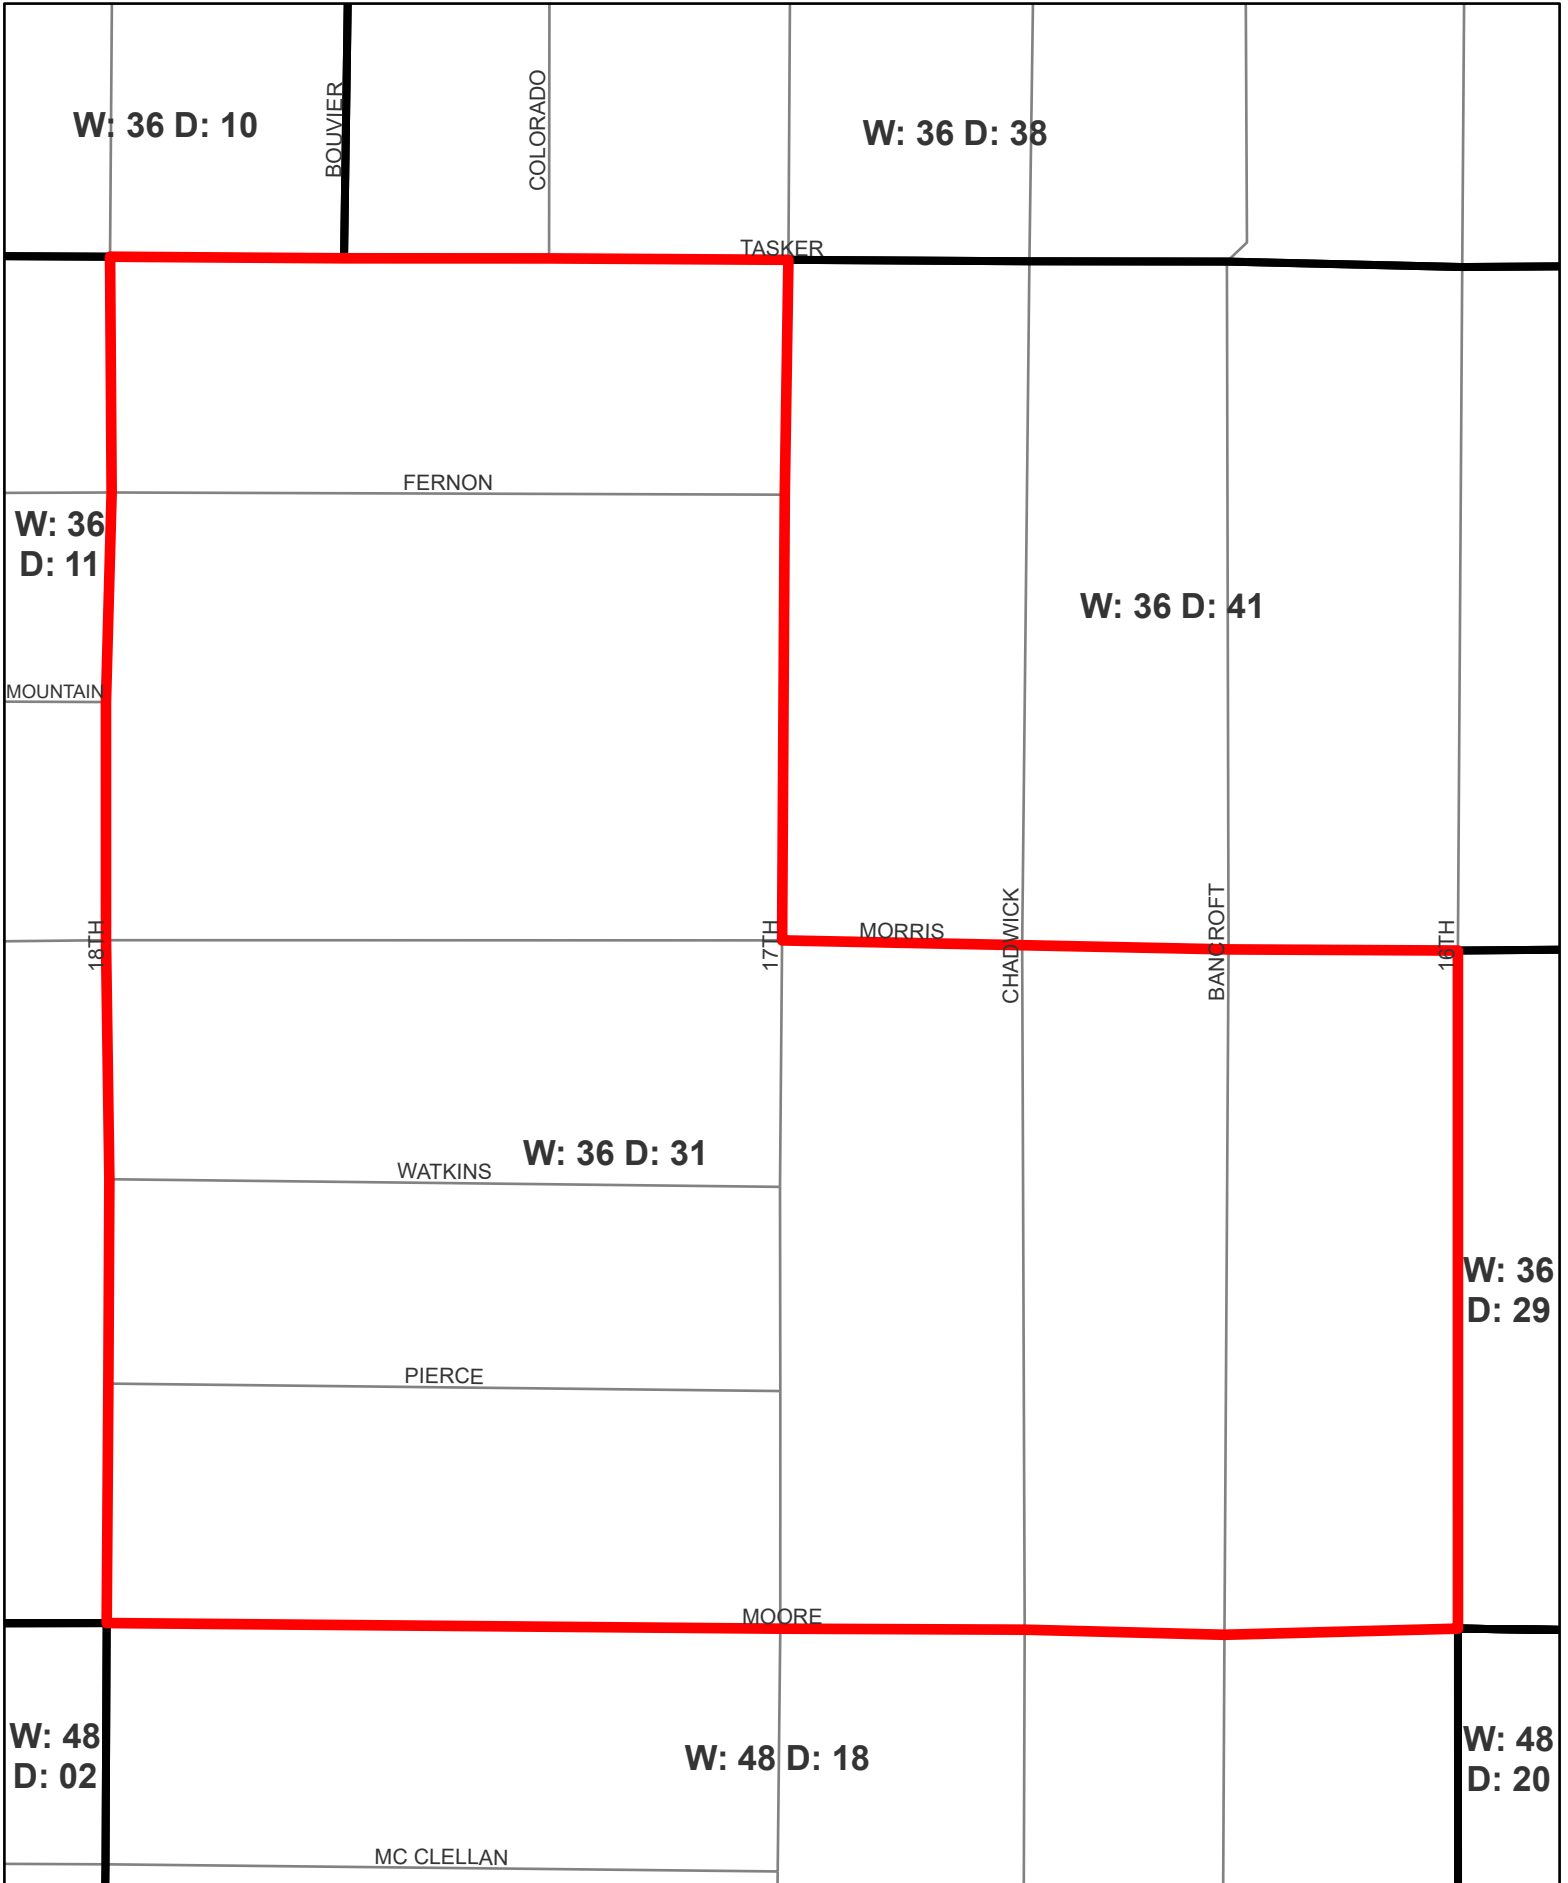 BOUVIER
COLORADO
W: 36 D: 10
W: 36 D: 38
TASKER
FERNON
W: 36
D: 11
W: 36 D: 41
MOUNTAIN
18TH
17TH
MORRIS
CHADWICK
BANCROFT
16TH
W: 36 D: 31
WATKINS
W: 36
D: 29
PIERCE
MOORE
W: 48
D: 02
W: 48 D: 18
W: 48
D: 20
MC CLELLAN